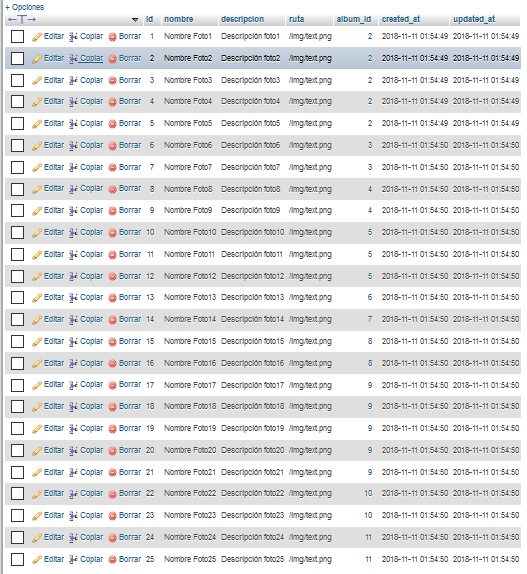 + Opciones
←T→ id nombre descripcion ruta album_id created_at updated_at
Editar Copiar Borrar 1 Nombre Foto1 Descripción foto1 /img/text.png 2 2018-11-11 01:54:49 2018-11-11 01:54:49
Editar Copiar Borrar 2 Nombre Foto2 Descripción foto2 /img/text.png 2 2018-11-11 01:54:49 2018-11-11 01:54:49
Editar Copiar Borrar 3 Nombre Foto3 Descripción foto3 /img/text.png 2 2018-11-11 01:54:49 2018-11-11 01:54:49
Editar Copiar Borrar 4 Nombre Foto4 Descripción foto4 /img/text.png 2 2018-11-11 01:54:49 2018-11-11 01:54:49
Editar Copiar Borrar 5 Nombre Foto5 Descripción foto5 /img/text.png 2 2018-11-11 01:54:49 2018-11-11 01:54:49
Editar Copiar Borrar 6 Nombre Foto6 Descripción foto6 /img/text.png 3 2018-11-11 01:54:50 2018-11-11 01:54:50
Editar Copiar Borrar 7 Nombre Foto7 Descripción foto7 /img/text.png 3 2018-11-11 01:54:50 2018-11-11 01:54:50
Editar Copiar Borrar 8 Nombre Foto8 Descripción foto8 /img/text.png 4 2018-11-11 01:54:50 2018-11-11 01:54:50
Editar Copiar Borrar 9 Nombre Foto9 Descripción foto9 /img/text.png 4 2018-11-11 01:54:50 2018-11-11 01:54:50
Editar Copiar Borrar 10 Nombre Foto10 Descripción foto10 /img/text.png 5 2018-11-11 01:54:50 2018-11-11 01:54:50
Editar Copiar Borrar 11 Nombre Foto11 Descripción foto11 /img/text.png 5 2018-11-11 01:54:50 2018-11-11 01:54:50
Editar Copiar Borrar 12 Nombre Foto12 Descripción foto12 /img/text.png 5 2018-11-11 01:54:50 2018-11-11 01:54:50
Editar Copiar Borrar 13 Nombre Foto13 Descripción foto13 /img/text.png 6 2018-11-11 01:54:50 2018-11-11 01:54:50
Editar Copiar Borrar 14 Nombre Foto14 Descripción foto14 /img/text.png 7 2018-11-11 01:54:50 2018-11-11 01:54:50
Editar Copiar Borrar 15 Nombre Foto15 Descripción foto15 /img/text.png 8 2018-11-11 01:54:50 2018-11-11 01:54:50
Editar Copiar Borrar 16 Nombre Foto16 Descripción foto16 /img/text.png 8 2018-11-11 01:54:50 2018-11-11 01:54:50
Editar Copiar Borrar 17 Nombre Foto17 Descripción foto17 /img/text.png 9 2018-11-11 01:54:50 2018-11-11 01:54:50
Editar Copiar Borrar 18 Nombre Foto18 Descripción foto18 /img/text.png 9 2018-11-11 01:54:50 2018-11-11 01:54:50
Editar Copiar Borrar 19 Nombre Foto19 Descripción foto19 /img/text.png 9 2018-11-11 01:54:50 2018-11-11 01:54:50
Editar Copiar Borrar 20 Nombre Foto20 Descripción foto20 /img/text.png 9 2018-11-11 01:54:50 2018-11-11 01:54:50
Editar Copiar Borrar 21 Nombre Foto21 Descripción foto21 /img/text.png 9 2018-11-11 01:54:50 2018-11-11 01:54:50
Editar Copiar Borrar 22 Nombre Foto22 Descripción foto22 /img/text.png 10 2018-11-11 01:54:50 2018-11-11 01:54:50
Editar Copiar Borrar 23 Nombre Foto23 Descripción foto23 /img/text.png 10 2018-11-11 01:54:50 2018-11-11 01:54:50
Editar Copiar Borrar 24 Nombre Foto24 Descripción foto24 /img/text.png 11 2018-11-11 01:54:50 2018-11-11 01:54:50
Editar Copiar Borrar 25 Nombre Foto25 Descripción foto25 /img/text.png 11 2018-11-11 01:54:50 2018-11-11 01:54:50